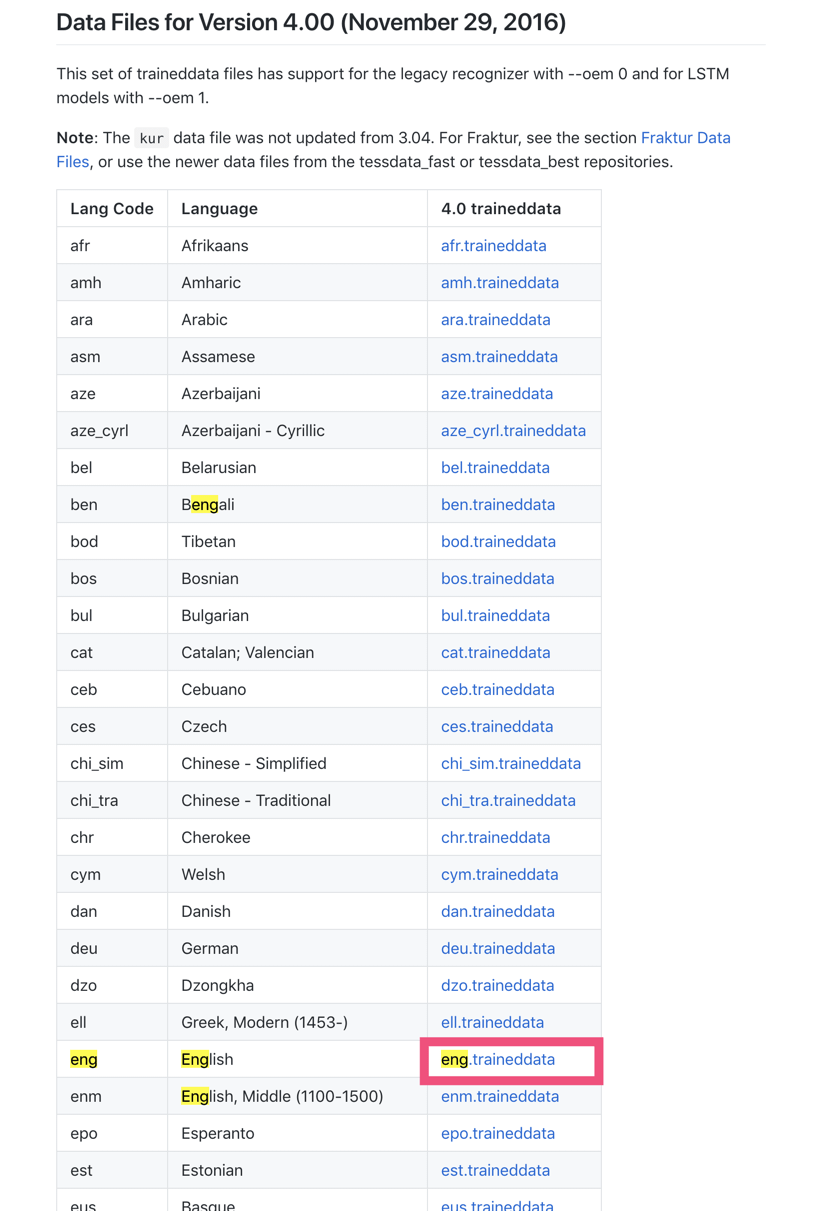 Data Files for Version 4.00 (November 29, 2016)
This set of traineddata files has support for the legacy recognizer with --oem 0 and for LSTM
models with --oem 1.
Note: The kur data file was not updated from 3.04. For Fraktur, see the section Fraktur Data
Files, or use the newer data files from the tessdata_fast or tessdata_best repositories.
Lang Code Language 4.0 traineddata
afr Afrikaans afr.traineddata
amh Amharic amh.traineddata
ara Arabic ara.traineddata
asm Assamese asm.traineddata
aze Azerbaijani aze.traineddata
aze_cyrl Azerbaijani - Cyrillic aze_cyrl.traineddata
bel Belarusian bel.traineddata
ben Bengali ben.traineddata
bod Tibetan bod.traineddata
bos Bosnian bos.traineddata
bul Bulgarian bul.traineddata
cat Catalan; Valencian cat.traineddata
ceb Cebuano ceb.traineddata
ces Czech ces.traineddata
chi_sim Chinese - Simplified chi_sim.traineddata
chi_tra Chinese - Traditional chi_tra.traineddata
chr Cherokee chr.traineddata
cym Welsh cym.traineddata
dan Danish dan.traineddata
deu German deu.traineddata
dzo Dzongkha dzo.traineddata
ell Greek, Modern (1453-) ell.traineddata
eng English eng.traineddata
enm English, Middle (1100-1500) enm.traineddata
epo Esperanto epo.traineddata
est Estonian est.traineddata
eus Basque eus.traineddata